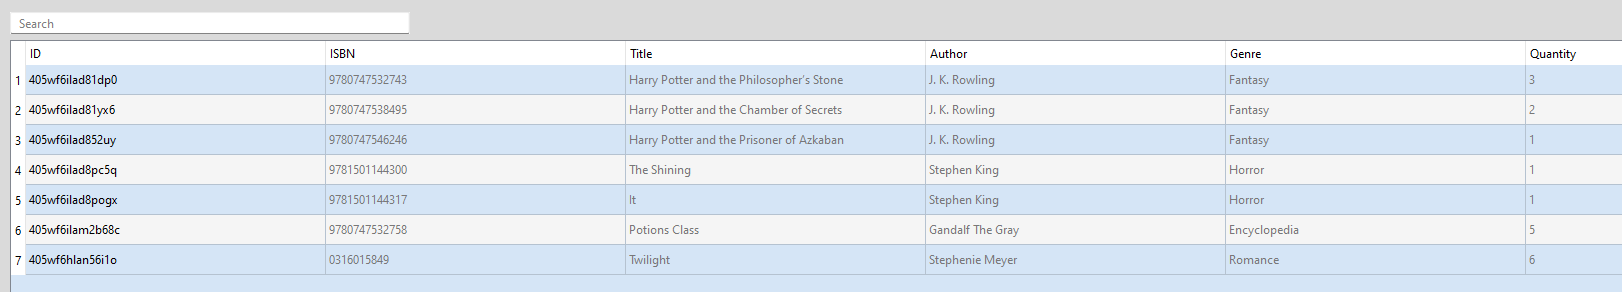 Search
ID ISBN Title Author Genre Quantity
1 405wf6ilad81dp0 9780747532743 Harry Potter and the Philosopher's Stone J. K. Rowling Fantasy 3
2 405wf6ilad81yx6 9780747538495 Harry Potter and the Chamber of Secrets J. K. Rowling Fantasy 2
3 405wf6ilad852uy 9780747546246 Harry Potter and the Prisoner of Azkaban J. K. Rowling Fantasy 1
4 405wf6ilad8pc5q 9781501144300 The Shining Stephen King Horror 1
5 405wf6ilad8pogx 9781501144317 It Stephen King Horror 1
6 405wf6ilam2b68c 9780747532758 Potions Class Gandalf The Gray Encyclopedia 5
7 405wf6hlan56i1o 0316015849 Twilight Stephenie Meyer Romance 6